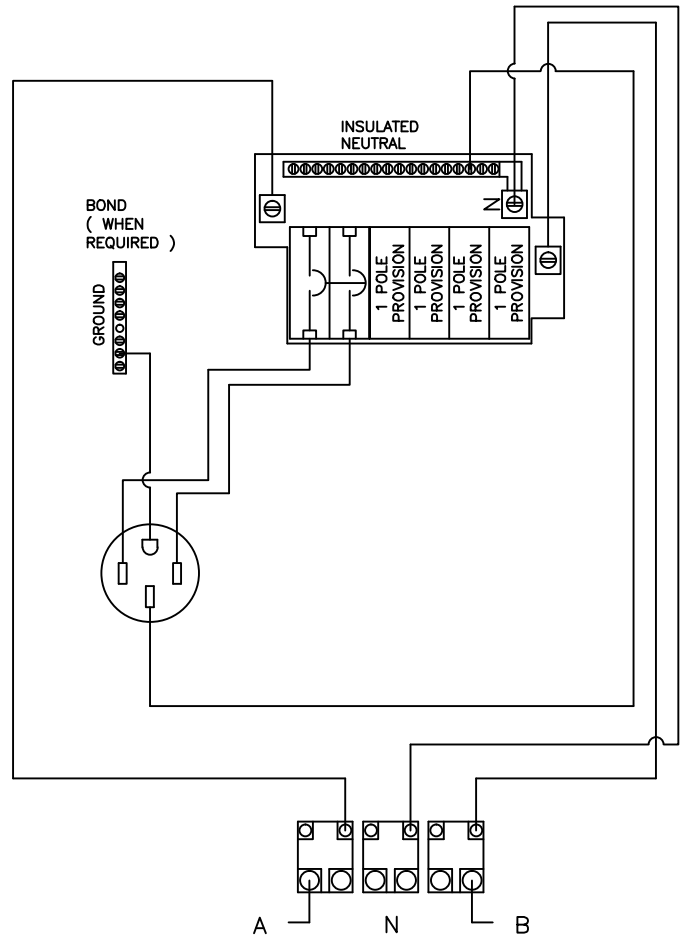 INSULATED
NEUTRAL
BOND
( WHEN
REQUIRED )
GROUND
N
1 POLE
PROVISION
1 POLE
PROVISION
1 POLE
PROVISION
1 POLE
PROVISION
A
N
B